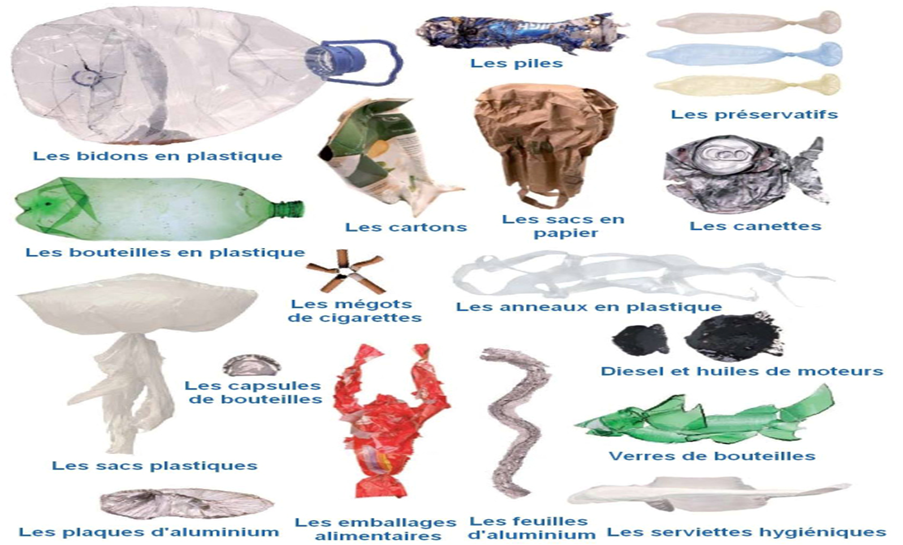 Les piles
Les préservatifs
Les bidons en plastique
Les cartons
Les sacs en
papier
Les canettes
Les bouteilles en plastique
Les mégots
de cigarettes
Les anneaux en plastique
Les capsules
de bouteilles
Diesel et huiles de moteurs
Les sacs plastiques
Verres de bouteilles
Les plaques d'aluminium
Les emballages
alimentaires
Les feuilles
d'aluminium
Les serviettes hygiéniques